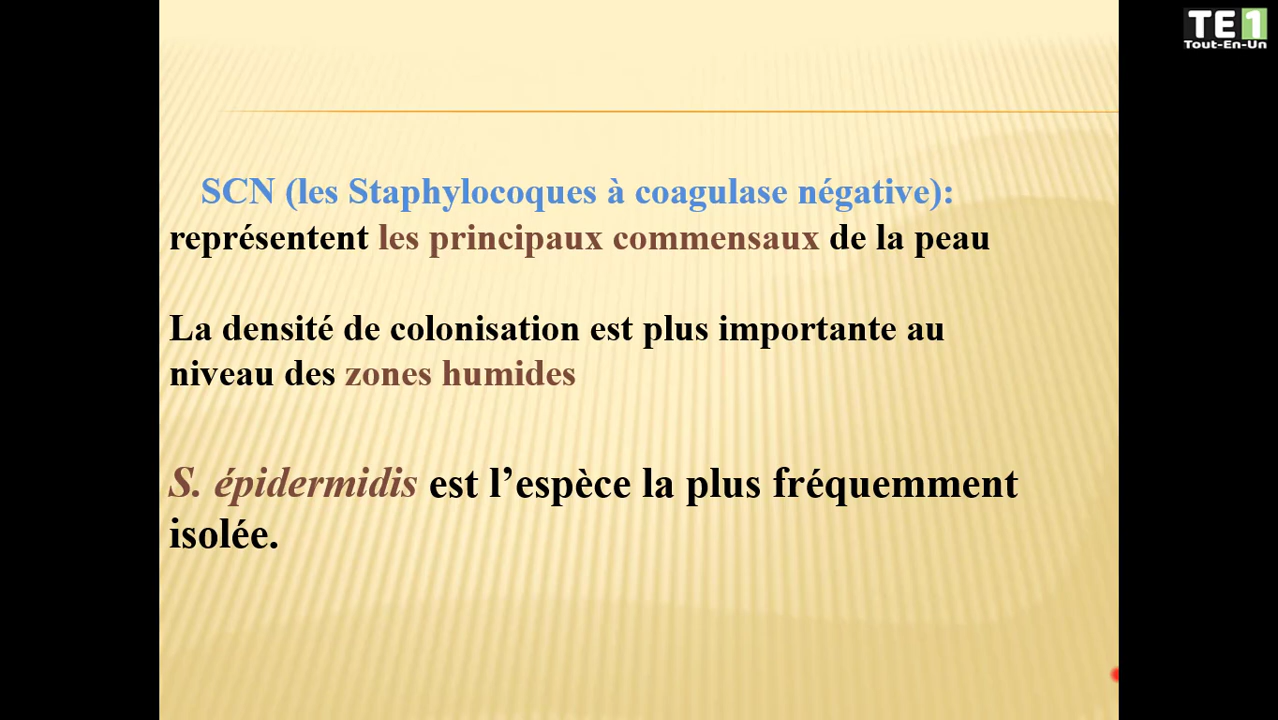 TE1
Tout-En-Un
SCN (les Staphylocoques à coagulase négative):
représentent les principaux commensaux de la peau
La densité de colonisation est plus importante au
niveau des zones humides
S. épidermidis est l’espèce la plus fréquemment
isolée.